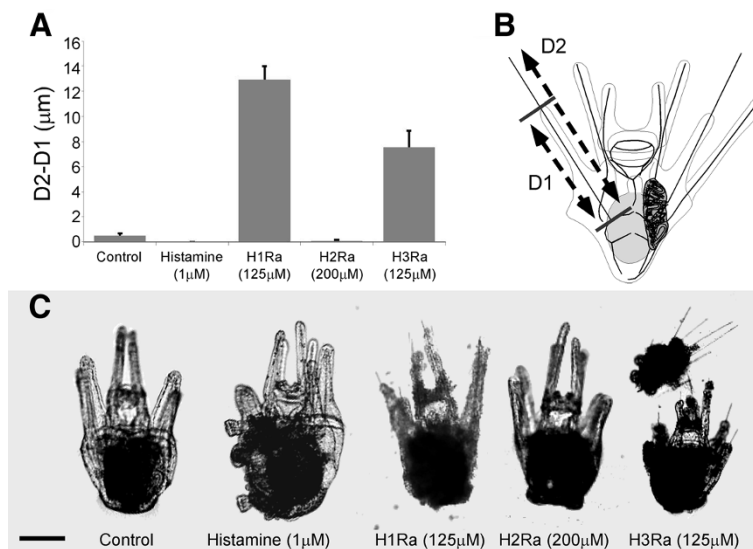 A
D2-D1 (µm)
16
14
12
10
8
6
4
2
0
Control
Histamine
(1µM)
H1Ra
(125µM)
H2Ra
(200µM)
H3Ra
(125µM)
B
D2
D1
C
Control
Histamine (1µM)
H1Ra (125µM)
H2Ra (200µM)
H3Ra (125µM)